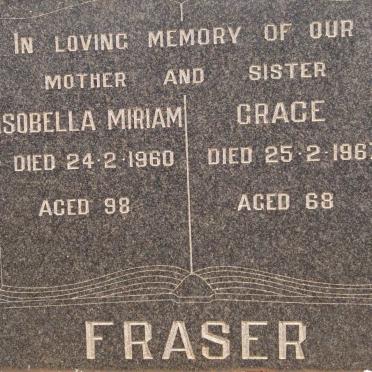 IN LOVING MEMORY OF OUR
MOTHER AND SISTER
ISOBELLA MIRIAM
DIED 24·2·1960
AGED 98
GRACE
DIED 25·2·196
AGED 68
FRASER